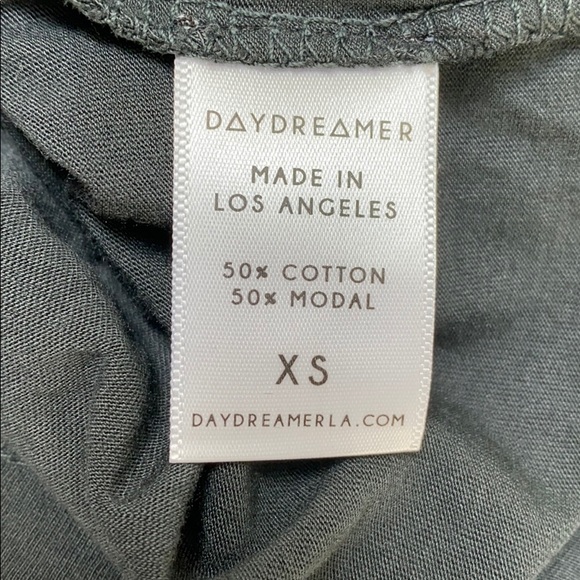 DAYDREAMER
MADE IN
LOS ANGELES
50% COTTON
50% MODAL
XS
DAYDREAMERLA.COM